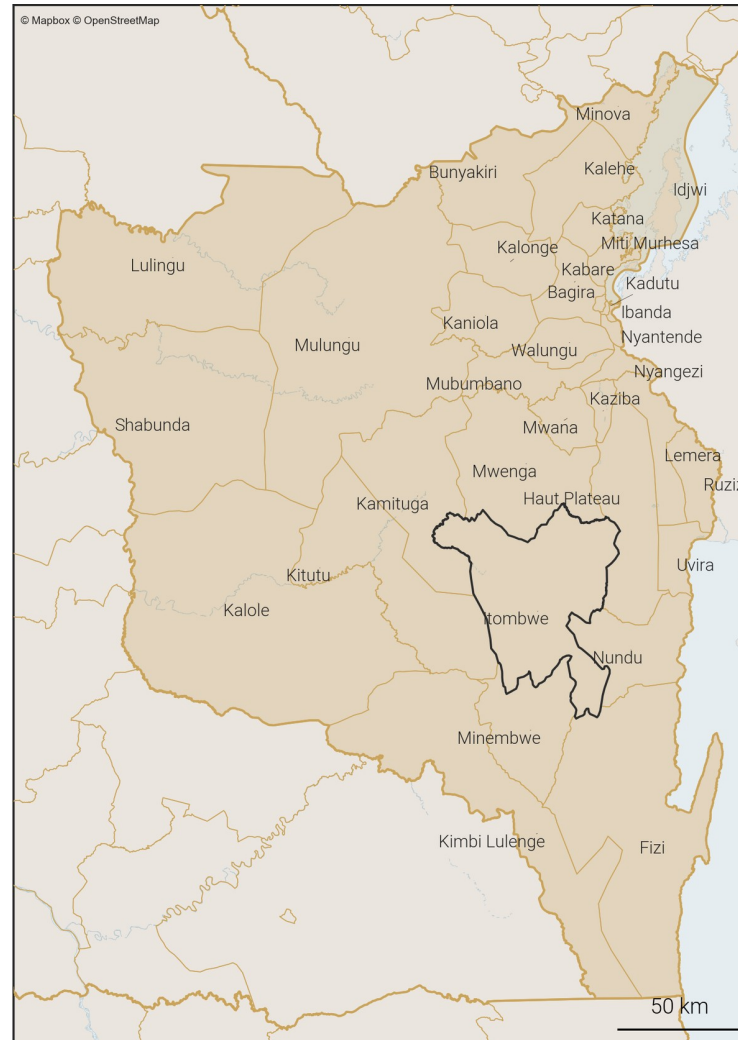 © Mapbox © OpenStreetMap
Minova
Bunyakiri
Kalehe
Idjwi
Katana
Kalonge
Miti Murhesa
Lulingu
Kabare
Kadutu
Bagira
Ibanda
Kaniola
Nyantende
Mulungu
Walungu
Nyangezi
Mubumbano
Kaziba
Shabunda
Mwana
Lemera
Mwenga
Ruziz
Haut Plateau
Kamituga
Uvira
Kitutu
Kalole
Itombwe
Nundu
Minembwe
Kimbi Lulenge
Fizi
50 km